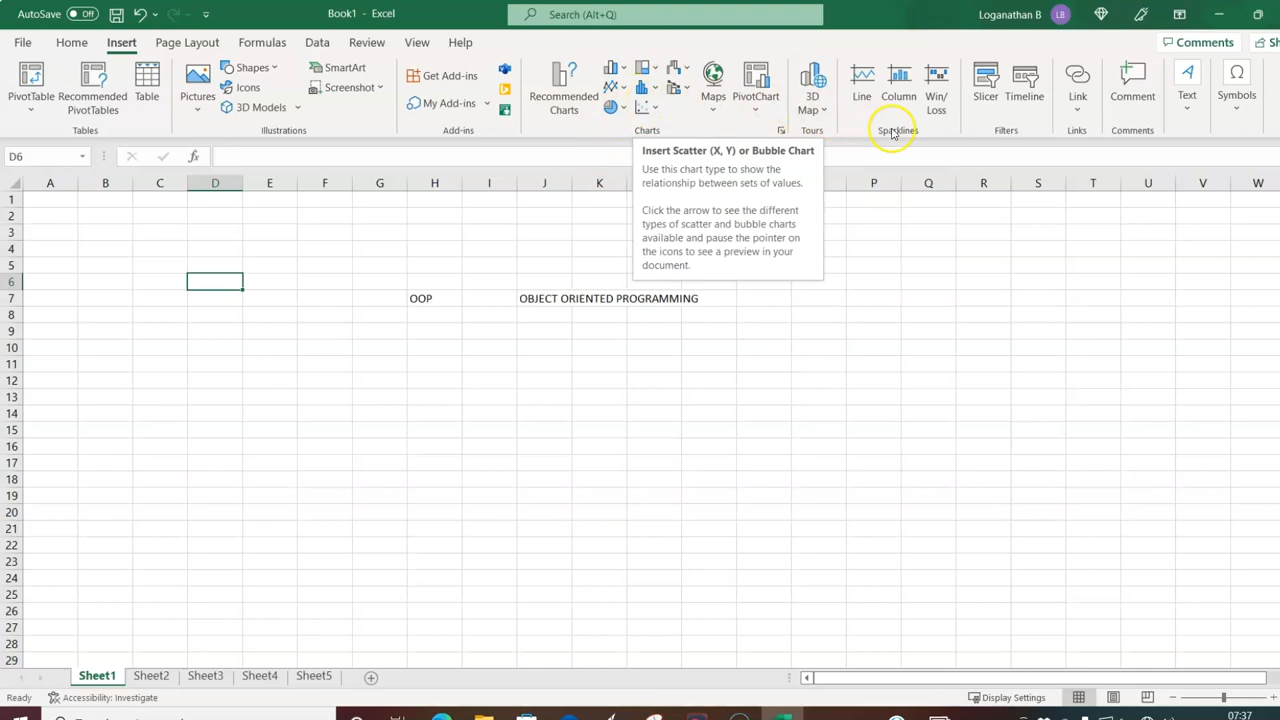 AutoSave Off Book1 - Excel Search (Alt+Q) Loganathan B LB
File Home Insert Page Layout Formulas Data Review View Help Comments Sh
PivotTable Recommended PivotTables Table Pictures Shapes Icons 3D Models SmartArt Screenshot Get Add-ins My Add-ins Recommended Charts Maps PivotChart 3D Map Line Column Win/ Loss Slicer Timeline Link Comment Text Symbols
Tables Illustrations Add-ins Charts Tours Sparklines Filters Links Comments
D6 fx
Insert Scatter (X, Y) or Bubble Chart
Use this chart type to show the
relationship between sets of values.
Click the arrow to see the different
types of scatter and bubble charts
available and pause the pointer on
the icons to see a preview in your
document.
A B C D E F G H I J K P Q R S T U V W
1
2
3
4
5
6
7 OOP OBJECT ORIENTED PROGRAMMING
8
9
10
11
12
13
14
15
16
17
18
19
20
21
22
23
24
25
26
27
28
29
Sheet1 Sheet2 Sheet3 Sheet4 Sheet5
Ready Accessibility: Investigate Display Settings
07:37